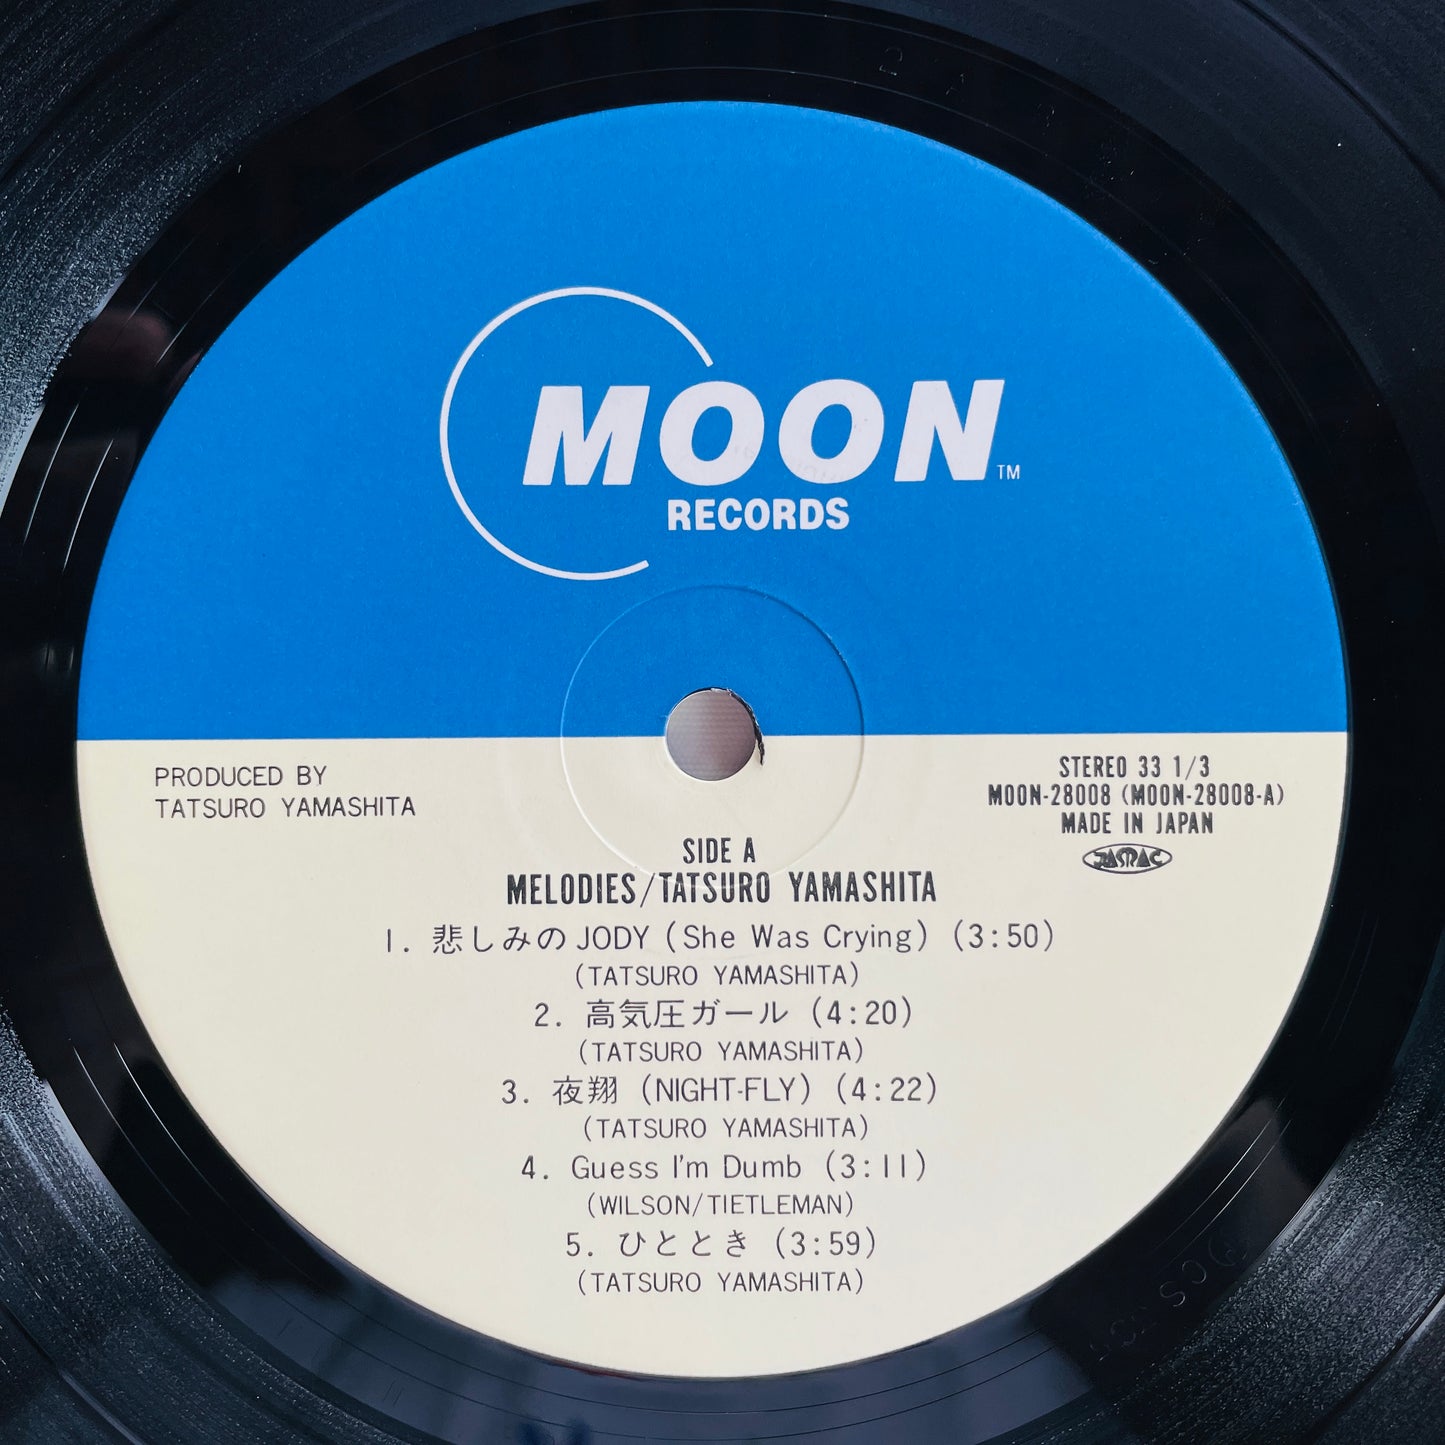 MOON™
RECORDS
PRODUCED BY
TATSURO YAMASHITA
STEREO 33 1/3
MOON-28008 (MOON-28008-A)
MADE IN JAPAN
JASRAC
SIDE A
MELODIES/TATSURO YAMASHITA
1. 悲しみのJODY (She Was Crying) (3:50)
(TATSURO YAMASHITA)
2. 高気圧ガール (4:20)
(TATSURO YAMASHITA)
3. 夜翔 (NIGHT-FLY) (4:22)
(TATSURO YAMASHITA)
4. Guess I'm Dumb (3:11)
(WILSON/TIETLEMAN)
5. ひととき (3:59)
(TATSURO YAMASHITA)